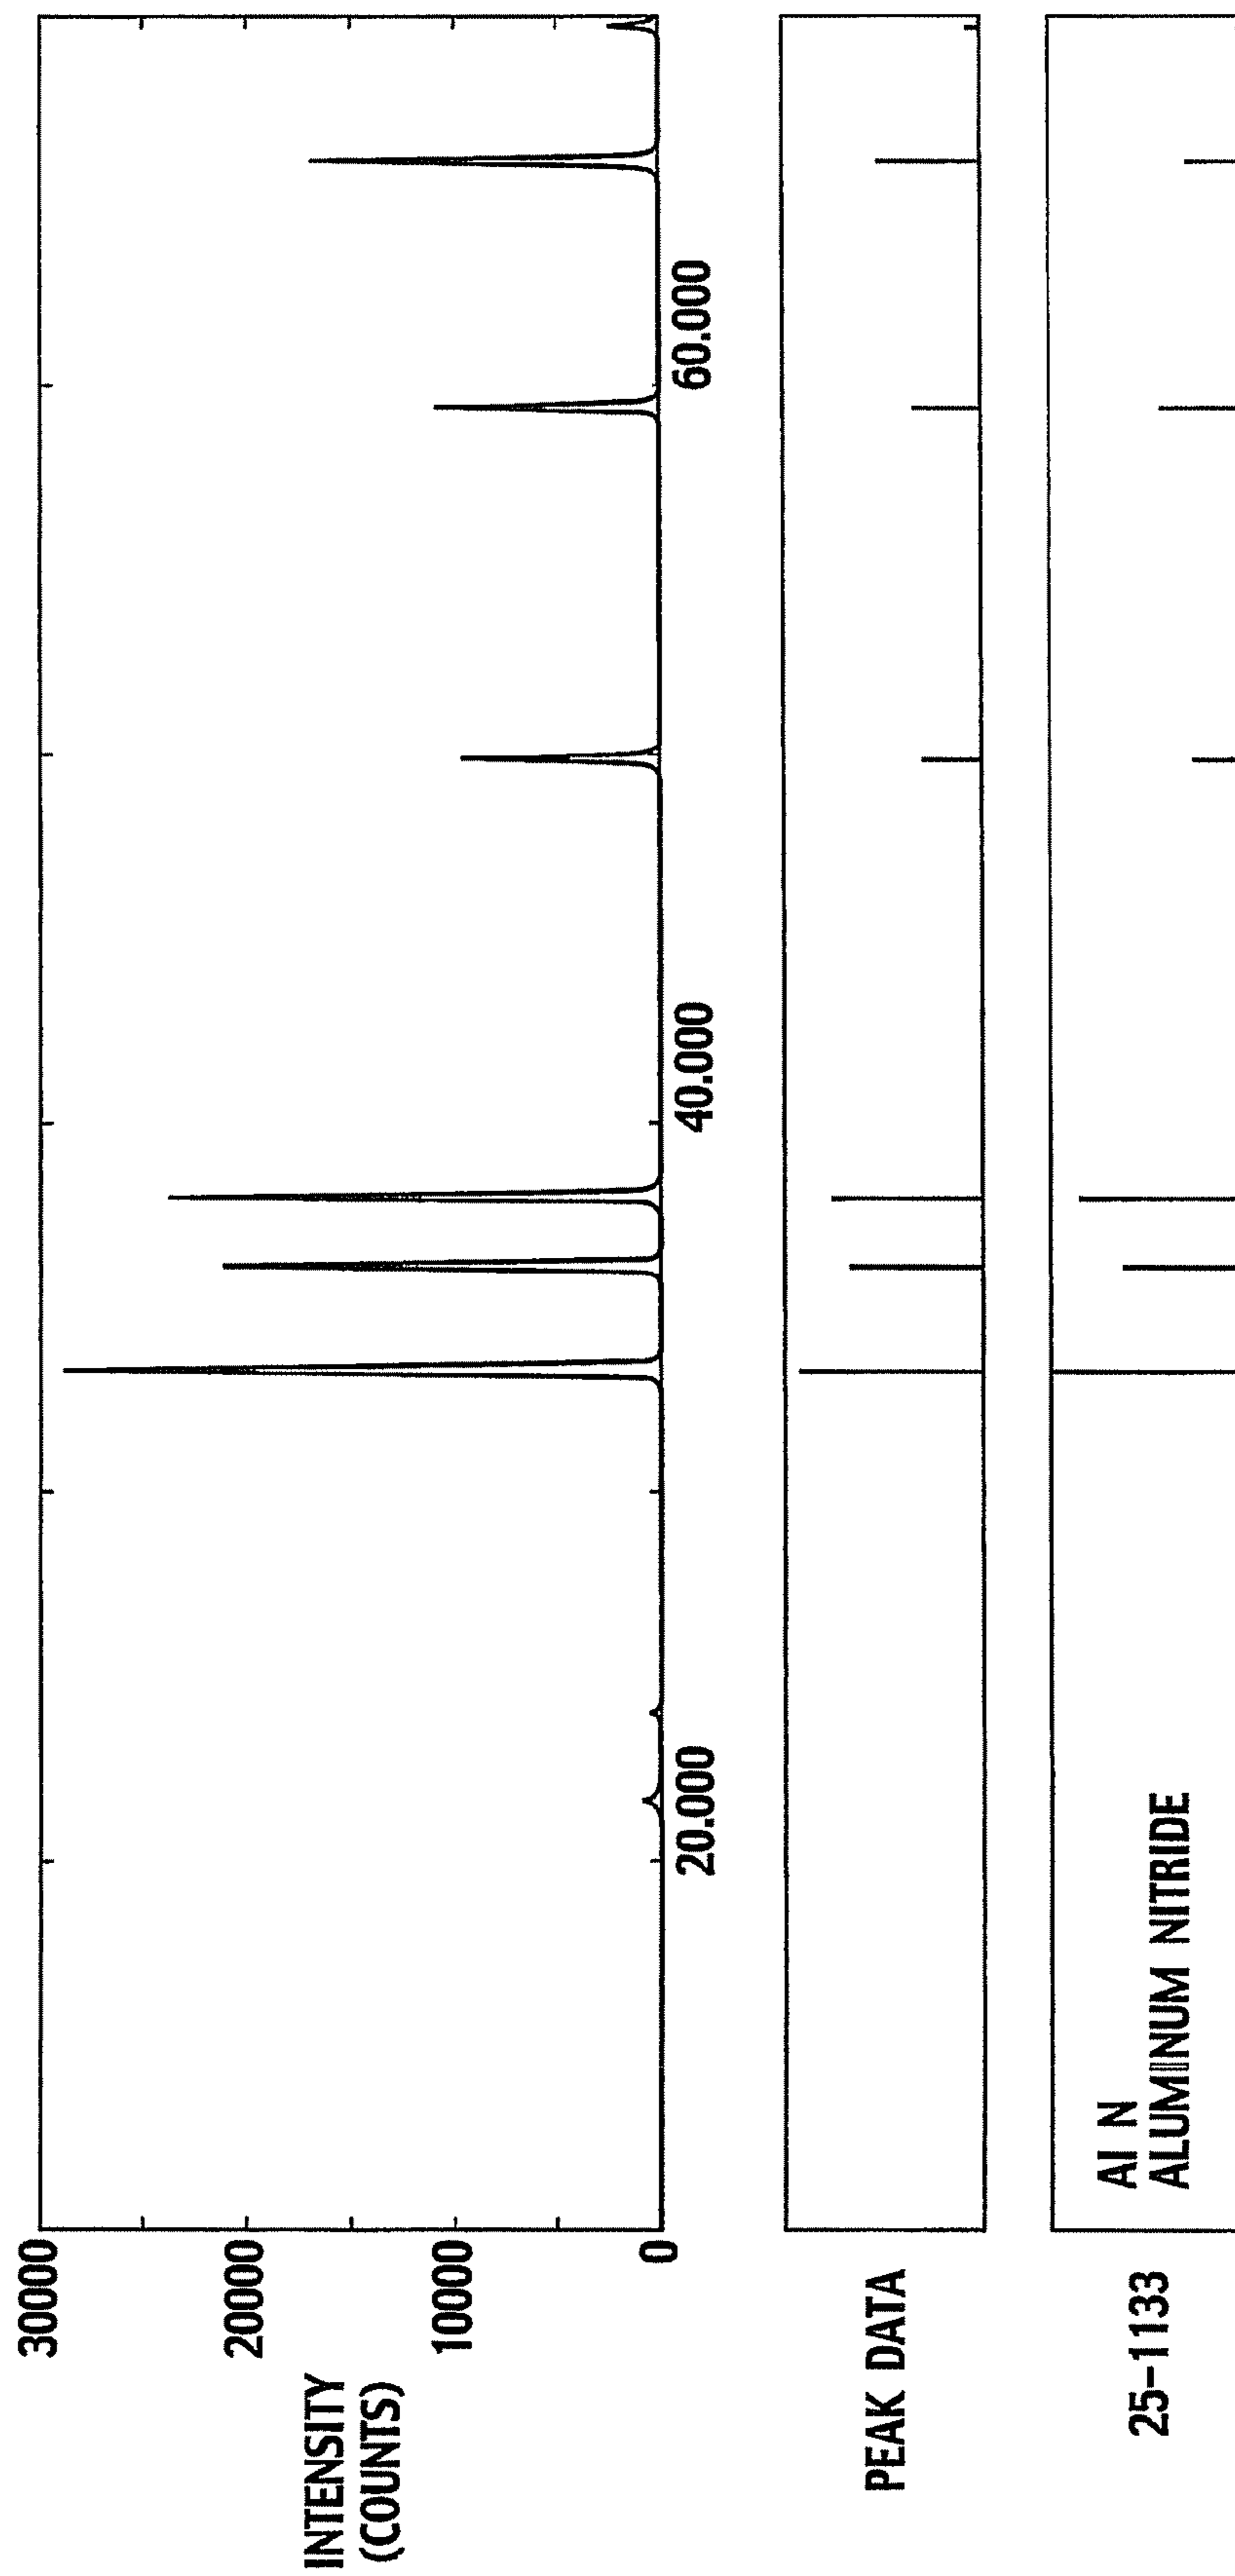 30000
20000
10000
0
INTENSITY
(COUNTS)
20.000
40.000
60.000
PEAK DATA
25-1133
Al N
ALUMINUM NITRIDE